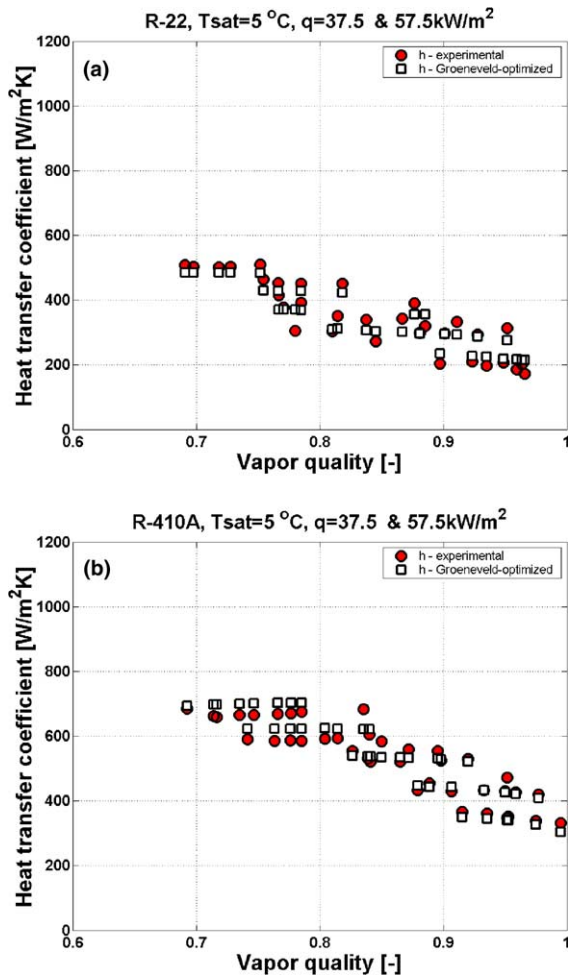 R-22, Tsat=5 °C, q=37.5 & 57.5kW/m²
(a)
h - experimental
h - Groeneveld-optimized
Heat transfer coefficient [W/m²K]
1200
1000
800
600
400
200
0
0.6 0.7 0.8 0.9 1
Vapor quality [-]
R-410A, Tsat=5 °C, q=37.5 & 57.5kW/m²
(b)
h - experimental
h - Groeneveld-optimized
Heat transfer coefficient [W/m²K]
1200
1000
800
600
400
200
0
0.6 0.7 0.8 0.9 1
Vapor quality [-]